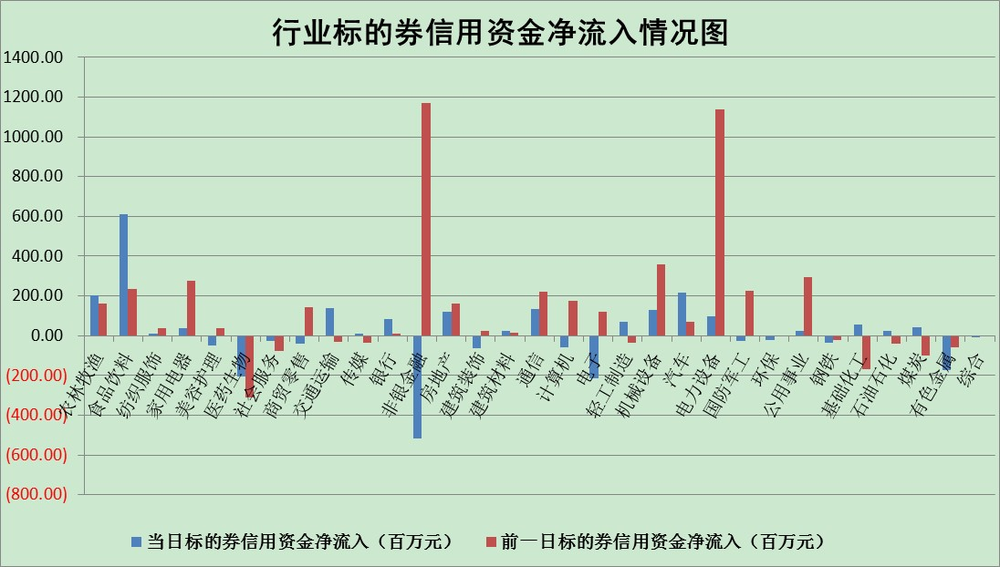 行业标的券信用资金净流入情况图
1400.00
1200.00
1000.00
800.00
600.00
400.00
200.00
0.00
(200.00)
(400.00)
(600.00)
(800.00)
农林牧渔
食品饮料
纺织服饰
家用电器
美容护理
医药生物
社会服务
商贸零售
交通运输
传媒
银行
非银金融
房地产
建筑装饰
建筑材料
通信
计算机
电子
轻工制造
机械设备
汽车
电力设备
国防军工
环保
公用事业
钢铁
基础化工
石油石化
煤炭
有色金属
综合
当日标的券信用资金净流入（百万元）
前一日标的券信用资金净流入（百万元）